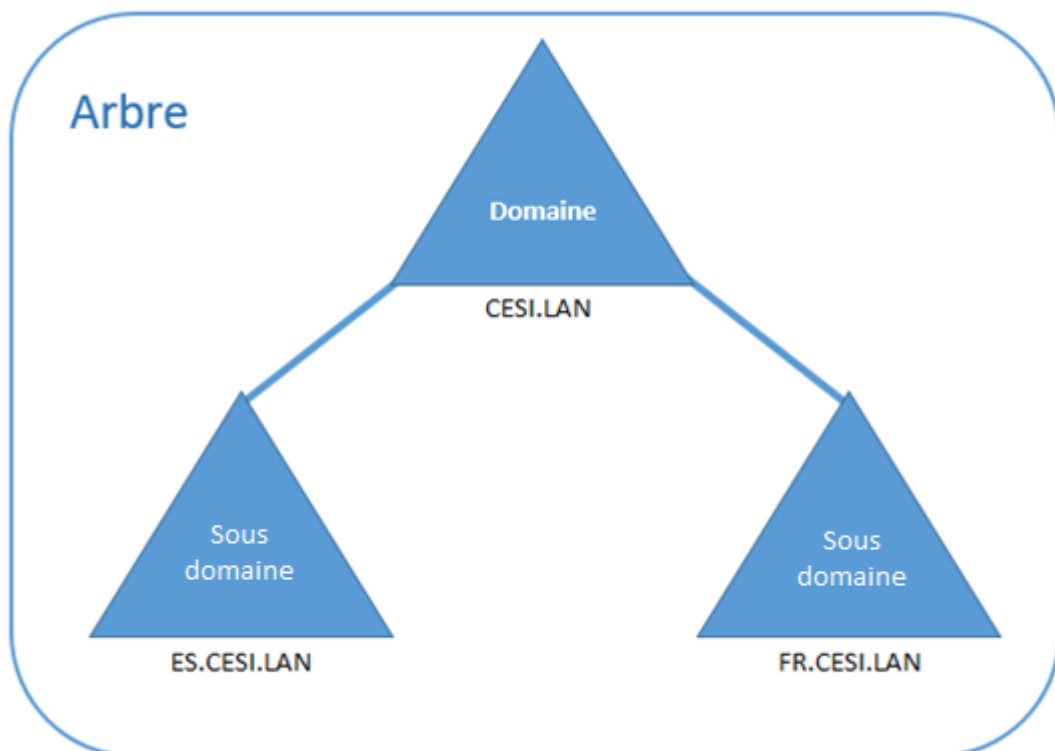 Arbre
Domaine
CESI.LAN
Sous
domaine
ES.CESI.LAN
Sous
domaine
FR.CESI.LAN